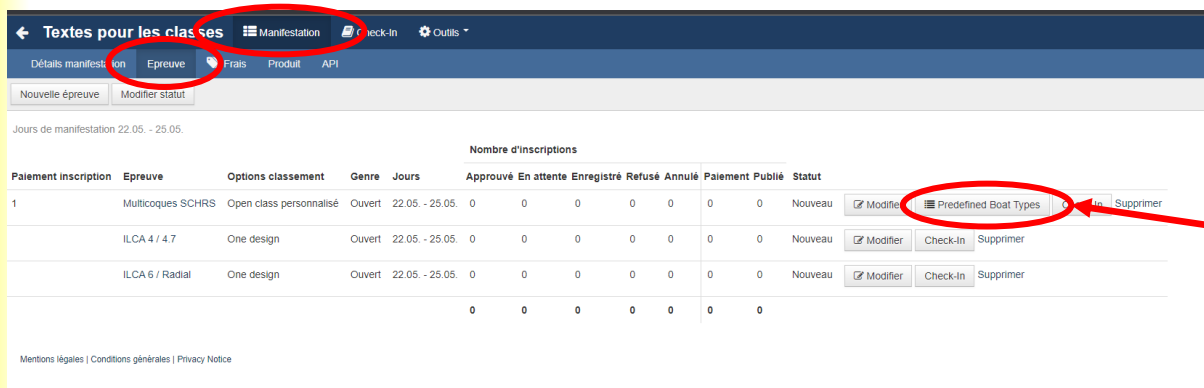 Textes pour les classes Manifestation Check-In Outils
Détails manifestation Epreuve Frais Produit API
Nouvelle épreuve Modifier statut
Jours de manifestation 22.05. - 25.05.
Nombre d'inscriptions
Paiement inscription Epreuve Options classement Genre Jours Approuvé En attente Enregistré Refusé Annulé Paiement Publié Statut
1 Multicoques SCHRS Open class personnalisé Ouvert 22.05. - 25.05. 0 0 0 0 0 0 0 Nouveau Modifier Predefined Boat Types Check-In Supprimer
ILCA 4 / 4.7 One design Ouvert 22.05. - 25.05. 0 0 0 0 0 0 0 Nouveau Modifier Check-In Supprimer
ILCA 6 / Radial One design Ouvert 22.05. - 25.05. 0 0 0 0 0 0 0 Nouveau Modifier Check-In Supprimer
0 0 0 0 0 0 0
Mentions légales | Conditions générales | Privacy Notice